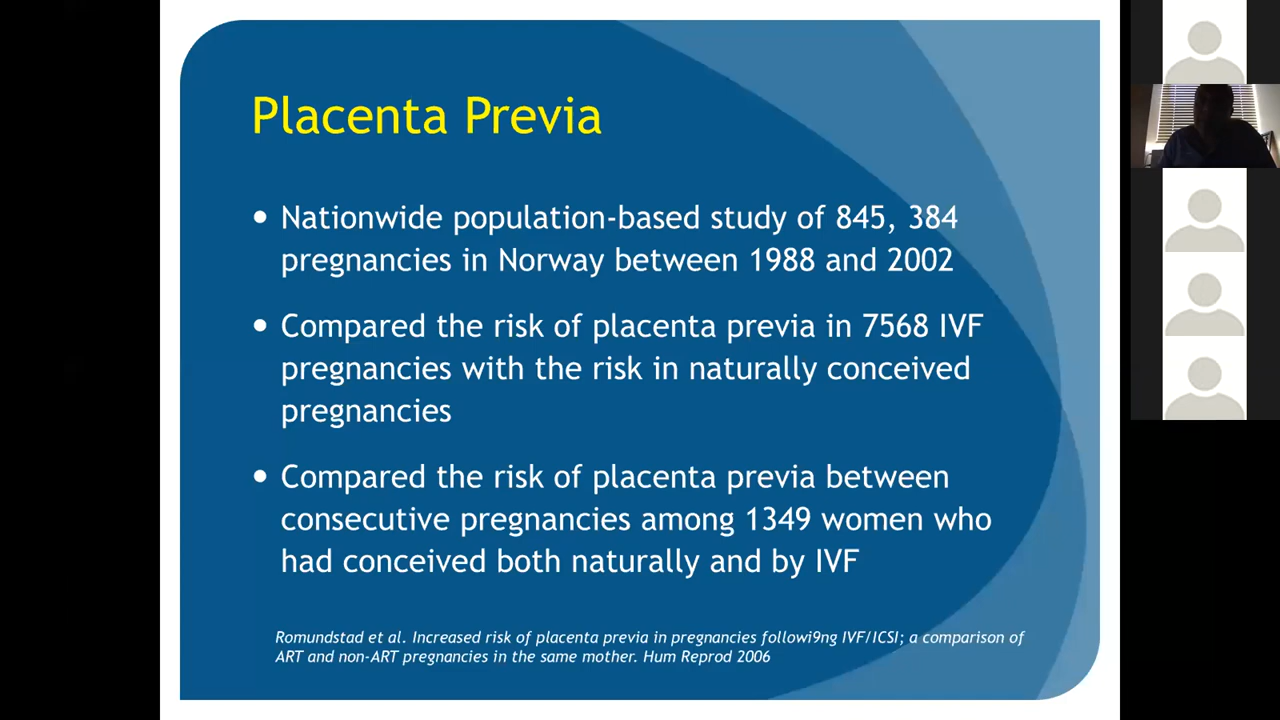 Placenta Previa
• Nationwide population-based study of 845, 384
pregnancies in Norway between 1988 and 2002
• Compared the risk of placenta previa in 7568 IVF
pregnancies with the risk in naturally conceived
pregnancies
• Compared the risk of placenta previa between
consecutive pregnancies among 1349 women who
had conceived both naturally and by IVF
Romundstad et al. Increased risk of placenta previa in pregnancies followi9ng IVF/ICSI; a comparison of
ART and non-ART pregnancies in the same mother. Hum Reprod 2006